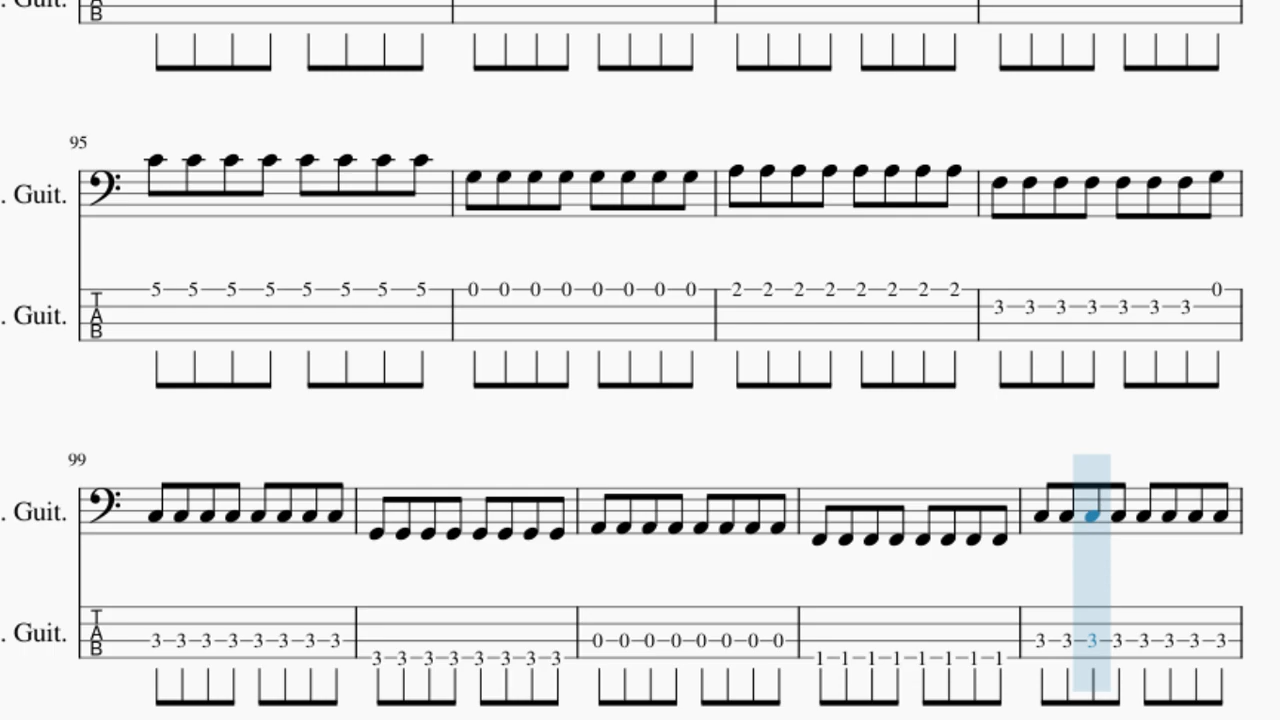 . Guit.
B
95
. Guit.
5 5 5 5 5 5 5 5 0 0 0 0 0 0 0 0 2 2 2 2 2 2 2 2 3 3 3 3 3 3 3 0
. Guit.
TAB
99
. Guit.
3 3 3 3 3 3 3 3 3 3 3 3 3 3 3 3 0 0 0 0 0 0 0 0 1 1 1 1 1 1 1 1 3 3 3 3 3 3 3 3
. Guit.
TAB